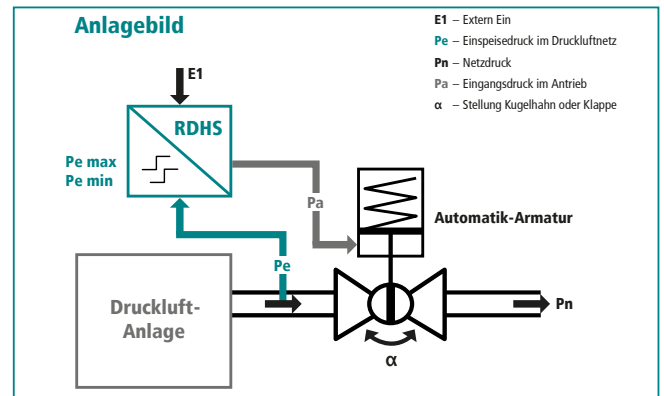 Anlagebild
E1 – Extern Ein
Pe – Einspeisedruck im Druckluftnetz
Pn – Netzdruck
Pa – Eingangsdruck im Antrieb
α – Stellung Kugelhahn oder Klappe
E1
RDHS
Pe max
Pe min
Pa
Automatik-Armatur
Pe
Druckluft-
Anlage
Pn
α